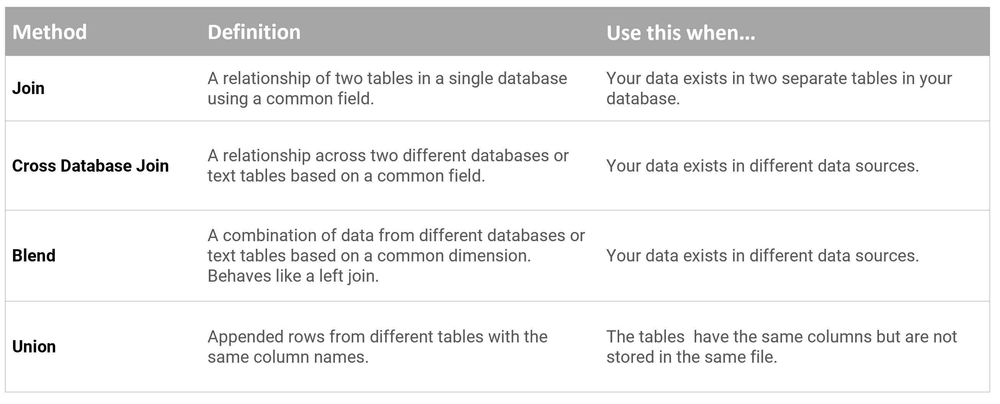 Method Definition Use this when...
Join
A relationship of two tables in a single database
using a common field.
Your data exists in two separate tables in your
database.
Cross Database Join
A relationship across two different databases or
text tables based on a common field.
Your data exists in different data sources.
Blend
A combination of data from different databases or
text tables based on a common dimension.
Behaves like a left join.
Your data exists in different data sources.
Union
Appended rows from different tables with the
same column names.
The tables  have the same columns but are not
stored in the same file.